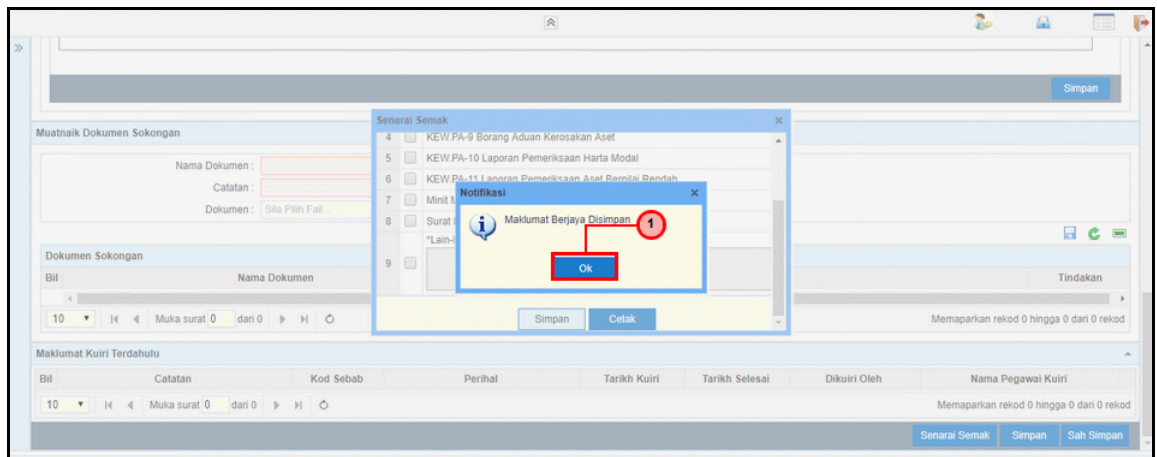 Simpan
Muatnaik Dokumen Sokongan
Nama Dokumen :
Catatan :
Dokumen : Sila Pilih Fail...
Dokumen Sokongan
Bil Nama Dokumen Tindakan
10 Muka surat 0 dari 0 Memaparkan rekod 0 hingga 0 dari 0 rekod
Senarai Semak
4 KEW.PA-9 Borang Aduan Kerosakan Aset
5 KEW.PA-10 Laporan Pemeriksaan Harta Modal
6 KEW.PA-11 Laporan Pemeriksaan Aset Bernilai Rendah
7 Minit
8 Surat
9
Notifikasi
Maklumat Berjaya Disimpan
1
Ok
Simpan Cetak
Maklumat Kuiri Terdahulu
Bil Catatan Kod Sebab Perihal Tarikh Kuiri Tarikh Selesai Dikuiri Oleh Nama Pegawai Kuiri
10 Muka surat 0 dari 0 Memaparkan rekod 0 hingga 0 dari 0 rekod
Senarai Semak Simpan Sah Simpan